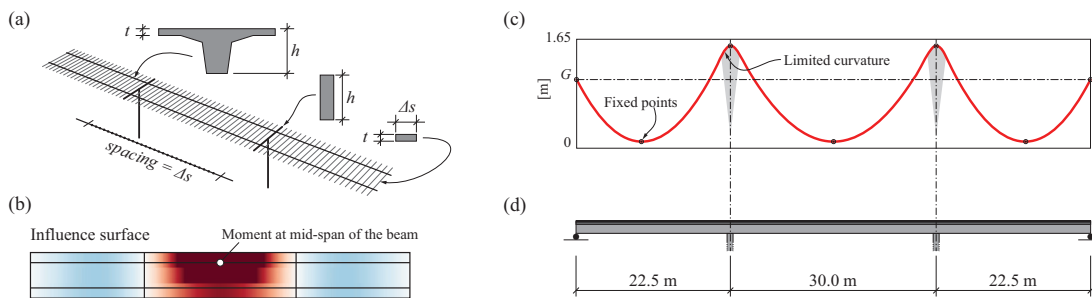 (a)
t
h
h
Δs
t
spacing = Δs
(b)
Influence surface
Moment at mid-span of the beam
(c)
1.65
G
[m]
0
Limited curvature
Fixed points
(d)
22.5 m
30.0 m
22.5 m